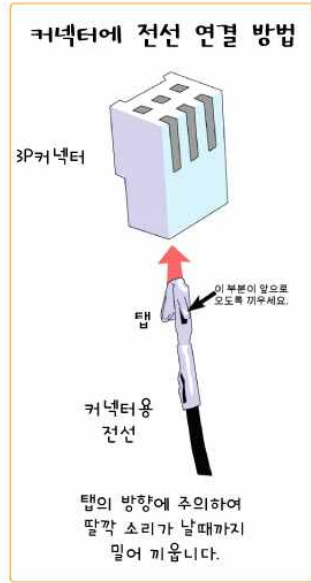 커넥터에 전선 연결 방법
3P커넥터
이 부분이 앞으로
오도록 끼우세요.
탭
커넥터용
전선
탭의 방향에 주의하여
딸깍 소리가 날때까지
밀어 끼웁니다.